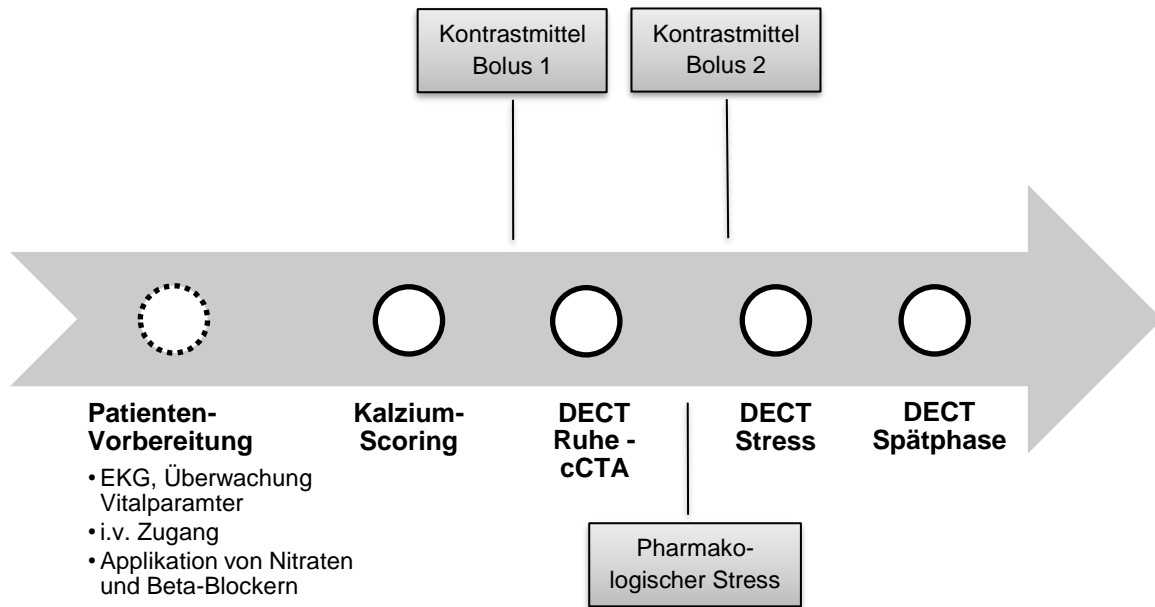 Kontrastmittel
Bolus 1
Kontrastmittel
Bolus 2
Patienten-
Vorbereitung
• EKG, Überwachung
Vitalparamter
• i.v. Zugang
• Applikation von Nitraten
und Beta-Blockern
Kalzium-
Scoring
DECT
Ruhe -
cCTA
DECT
Stress
DECT
Spätphase
Pharmako-
logischer Stress